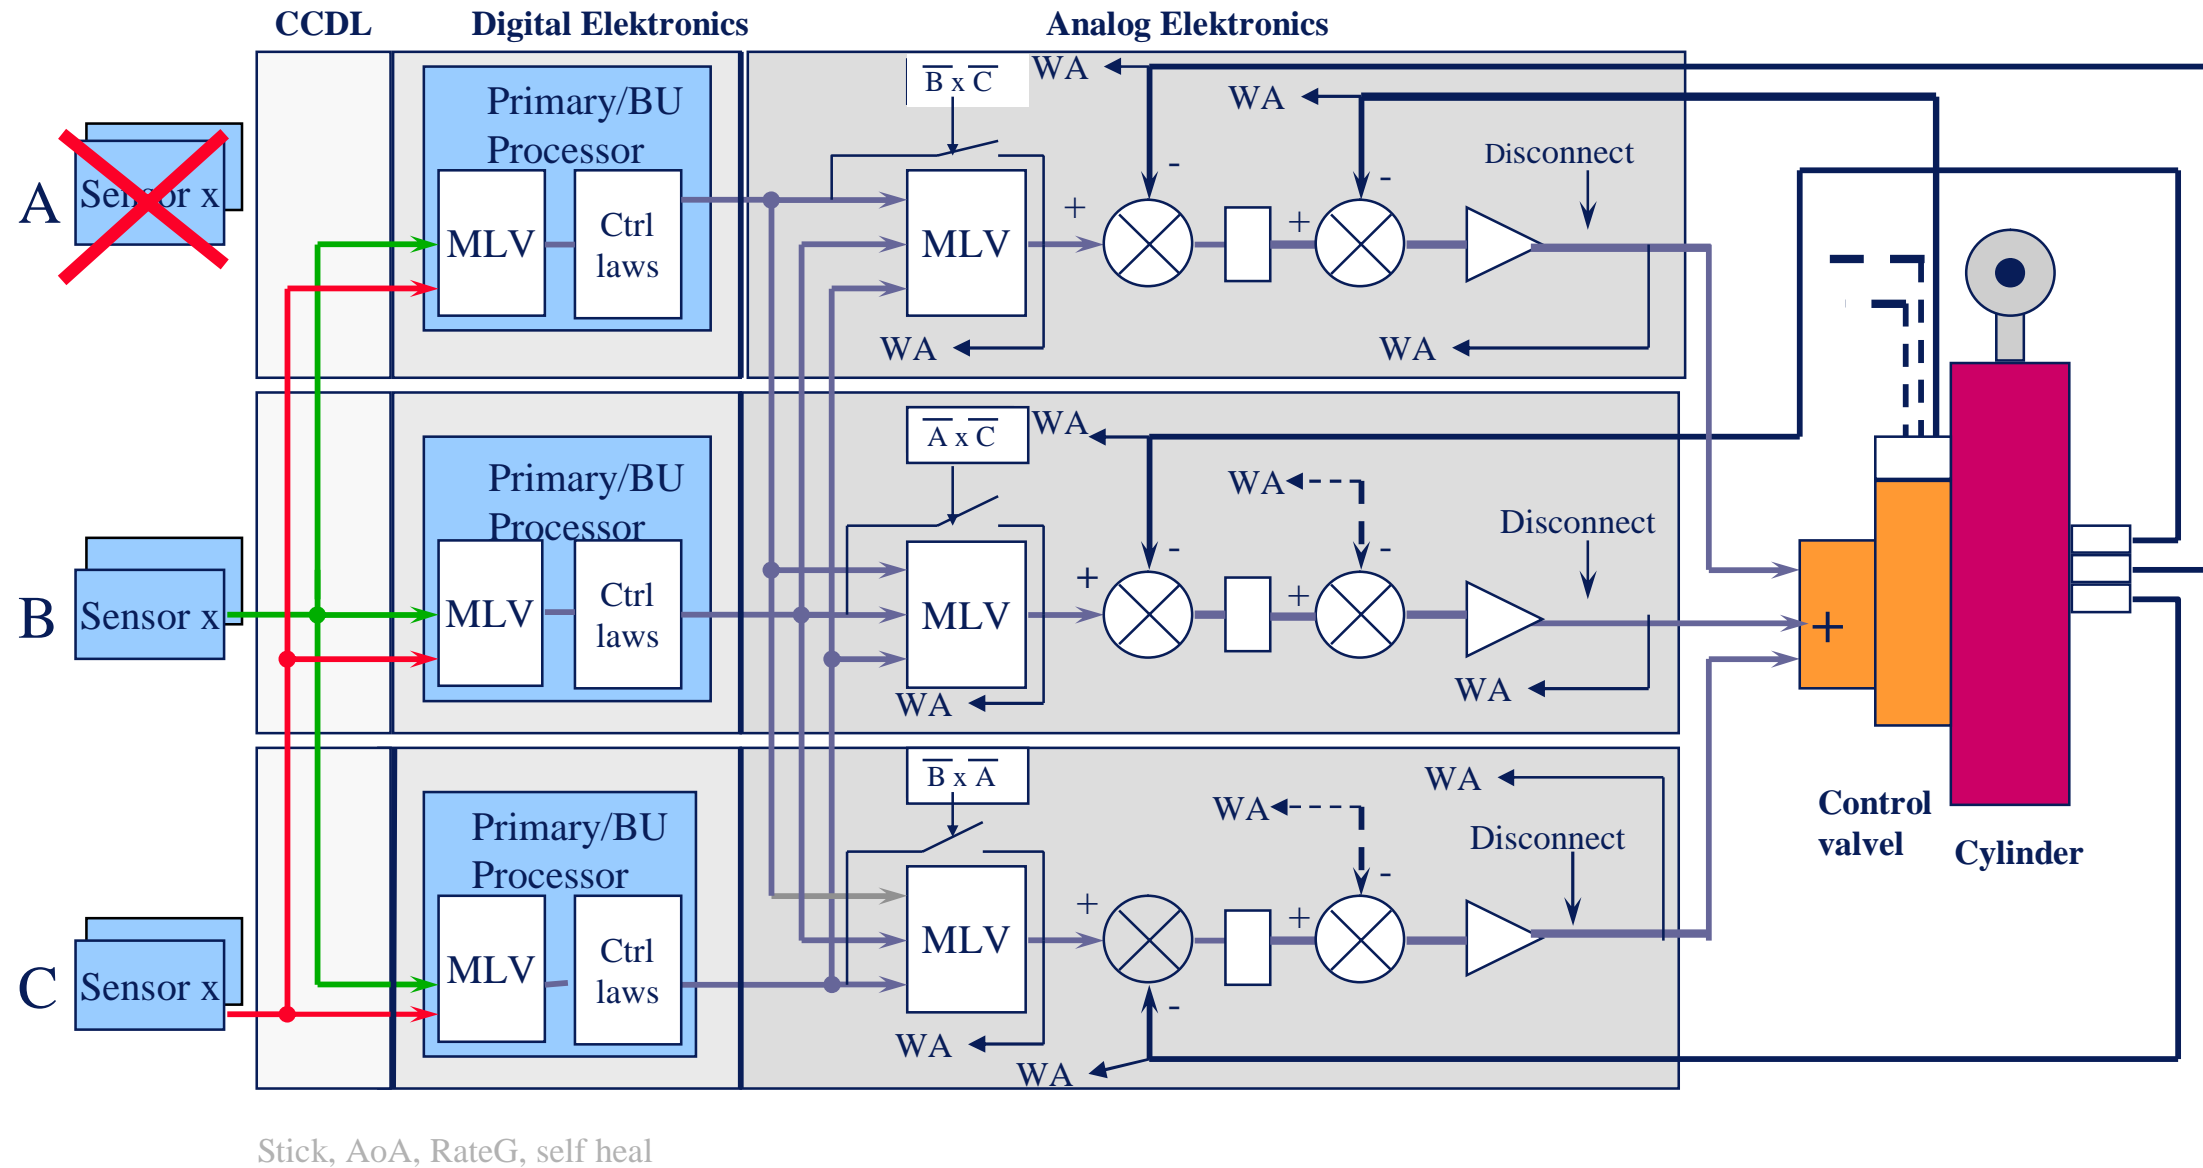 CCDL
Digital Elektronics
Analog Elektronics
A
Sensor x
Primary/BU
Processor
MLV
Ctrl
laws
B x C
WA
WA
-
-
Disconnect
+
+
MLV
WA
WA
B
Sensor x
Primary/BU
Processor
MLV
Ctrl
laws
A x C
WA
WA
-
-
Disconnect
+
+
MLV
WA
WA
+
C
Sensor x
Primary/BU
Processor
MLV
Ctrl
laws
B x A
WA
WA
-
Disconnect
+
+
MLV
-
WA
WA
Control
valvel
Cylinder
Stick, AoA, RateG, self heal